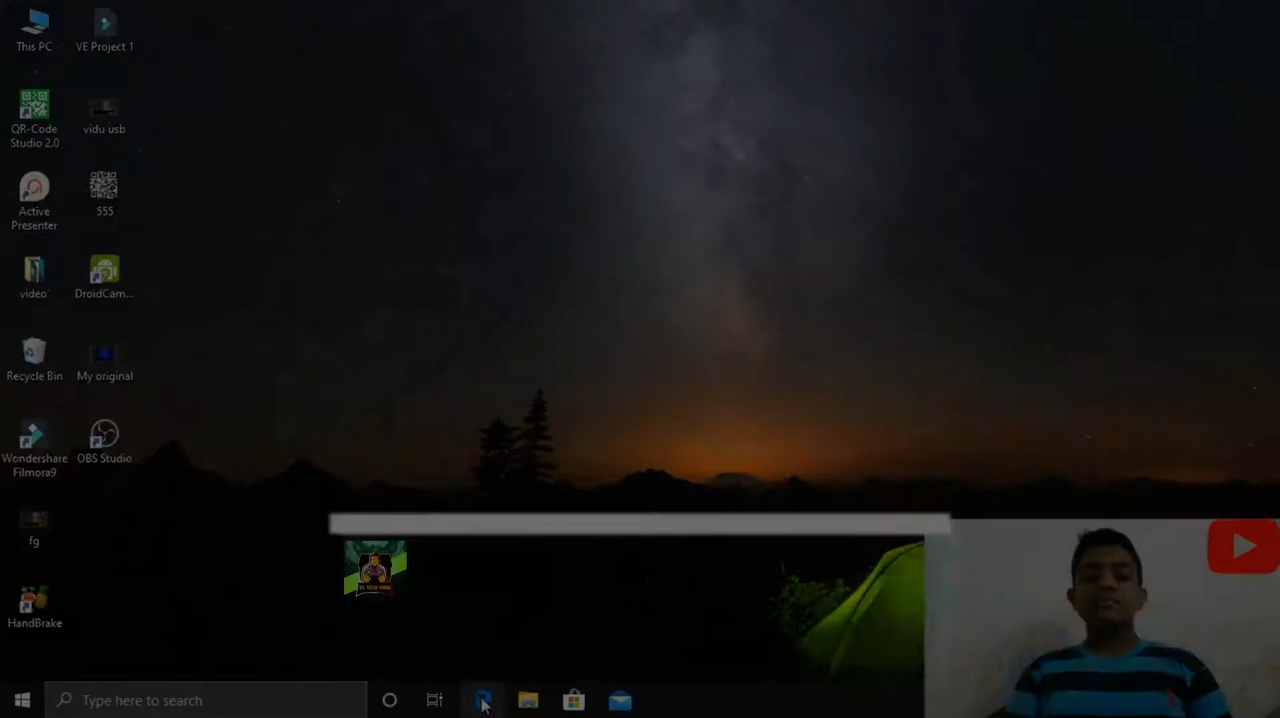 This PC
VE Project 1
QR-Code
Studio 2.0
vidu usb
Active
Presenter
555
video'
DroidCam...
Recycle Bin
My original
Wondershare
Filmora9
OBS Studio
fg
HandBrake
Type here to search